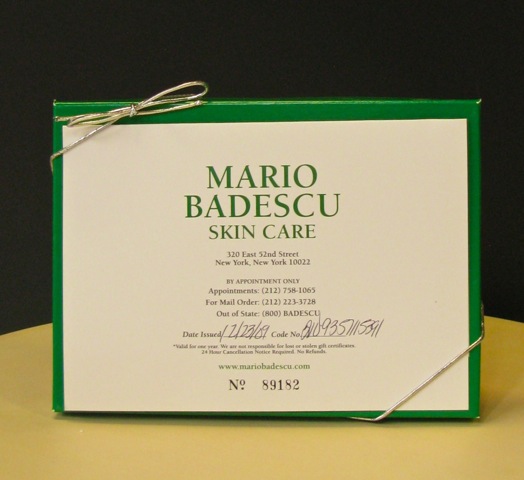 MARIO
BADESCU
SKIN CARE
320 East 52nd Street
New York, New York 10022
BY APPOINTMENT ONLY
Appointments: (212) 758-1065
For Mail Order: (212) 223-3728
Out of State: (800) BADESCU
Date Issued 12/23/09 Code No.
*Valid for one year. We are not responsible for lost or stolen gift certificates.
24 Hour Cancellation Notice Required. No Refunds.
www.mariobadescu.com
No 89182